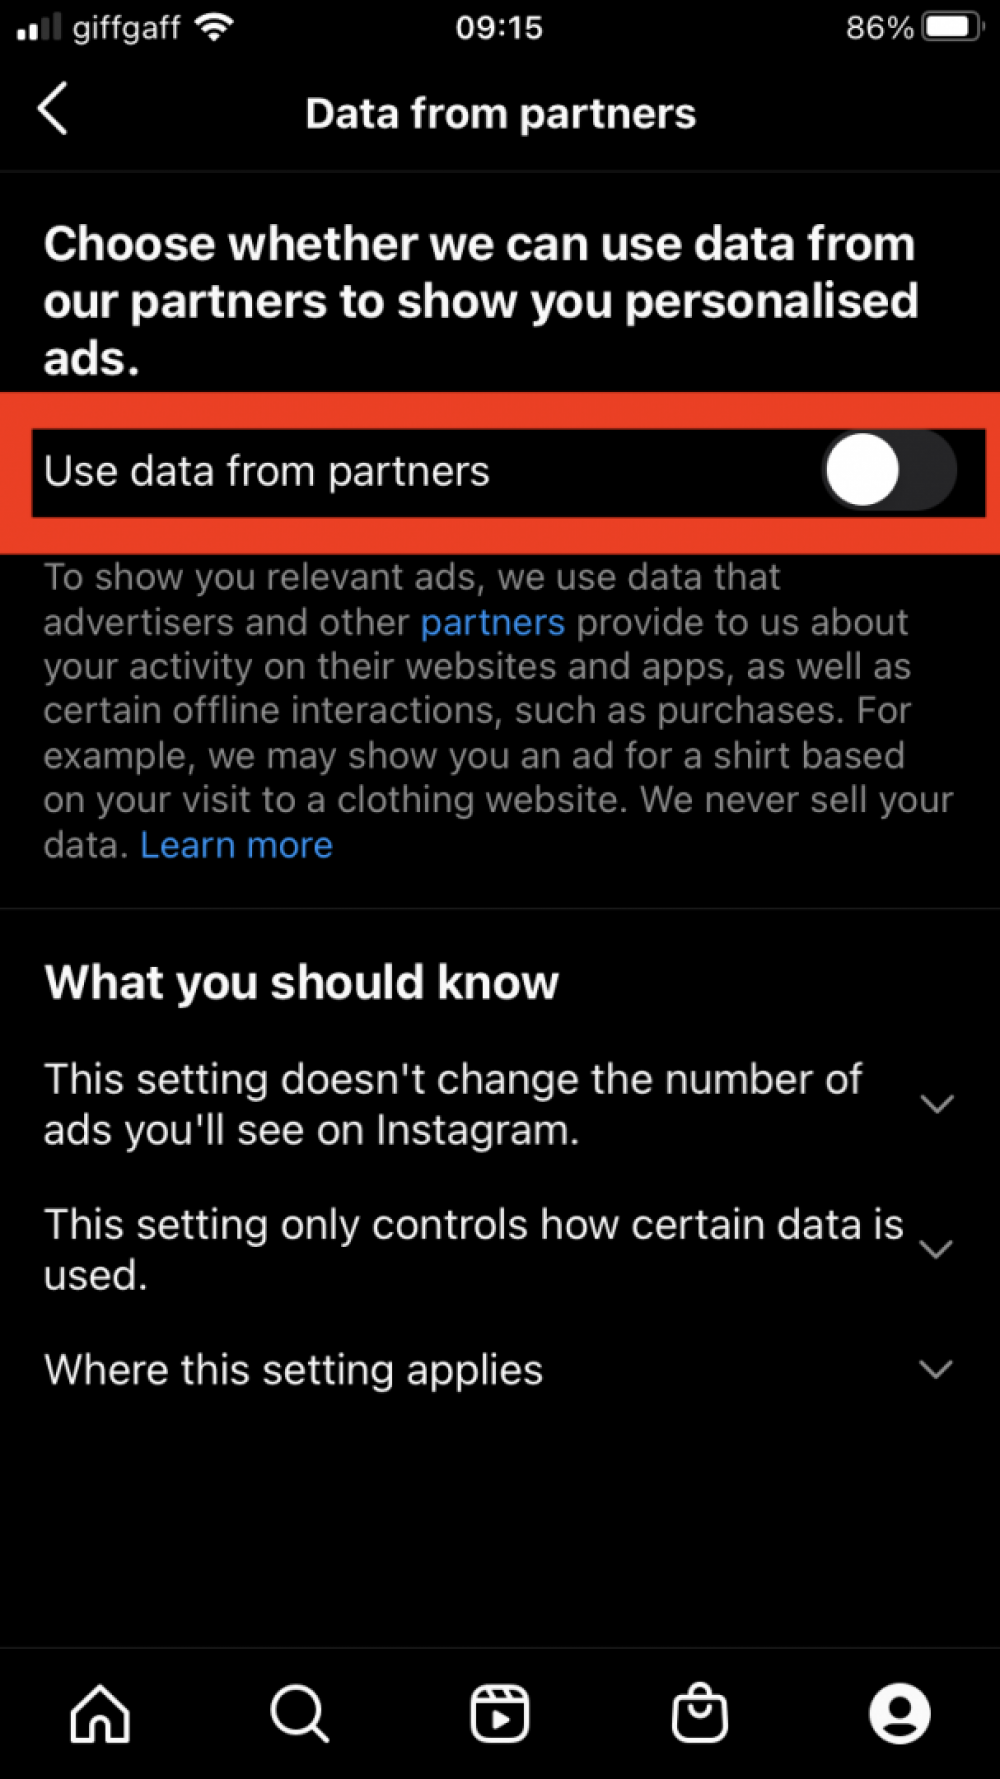 giffgaff 09:15 86%
Data from partners
Choose whether we can use data from
our partners to show you personalised
ads.
Use data from partners
To show you relevant ads, we use data that
advertisers and other partners provide to us about
your activity on their websites and apps, as well as
certain offline interactions, such as purchases. For
example, we may show you an ad for a shirt based
on your visit to a clothing website. We never sell your
data. Learn more
What you should know
This setting doesn't change the number of
ads you'll see on Instagram.
This setting only controls how certain data is
used.
Where this setting applies